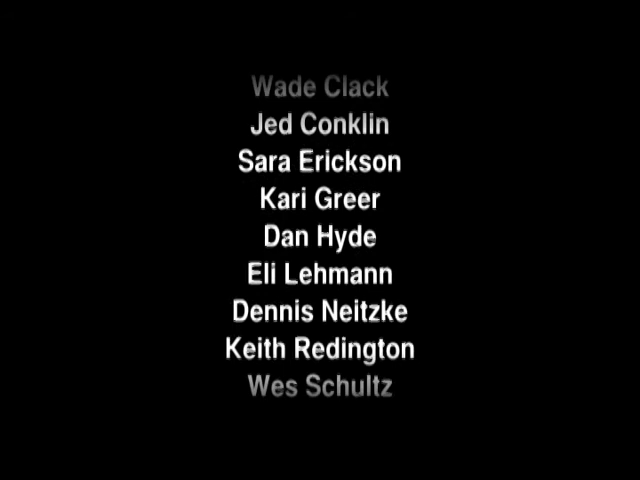 Wade Clack
Jed Conklin
Sara Erickson
Kari Greer
Dan Hyde
Eli Lehmann
Dennis Neitzke
Keith Redington
Wes Schultz